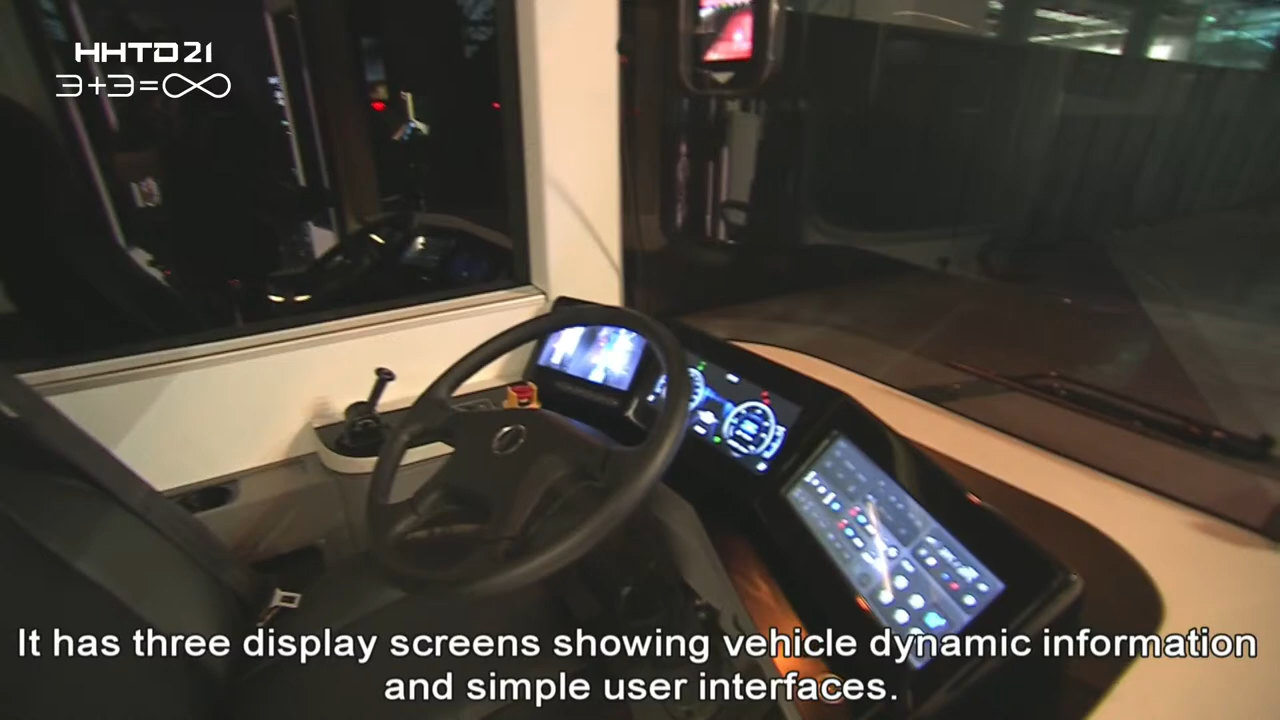 HHTD21
3+3=∞
It has three display screens showing vehicle dynamic information
and simple user interfaces.